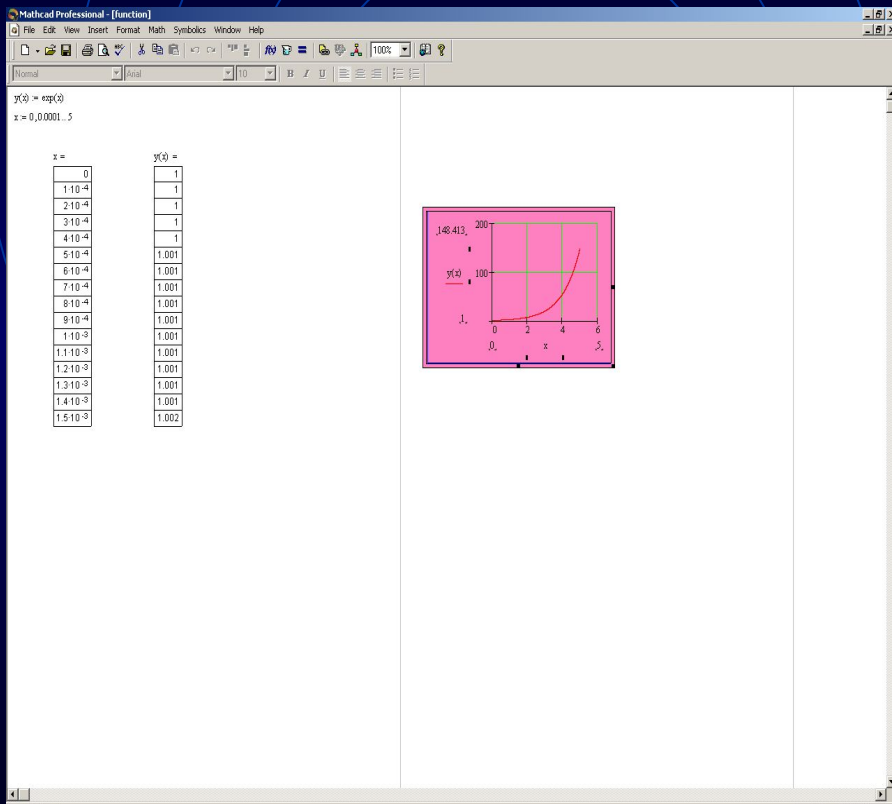 Mathcad Professional - [function]
File Edit View Insert Format Math Symbolics Window Help
100%
Normal Arial 10 B I U
y(x) := exp(x)
x := 0,0.0001..5
x = y(x) =
0 1
1·10 -4 1
2·10 -4 1
3·10 -4 1
4·10 -4 1
5·10 -4 1.001
6·10 -4 1.001
7·10 -4 1.001
8·10 -4 1.001
9·10 -4 1.001
1·10 -3 1.001
1.1·10 -3 1.001
1.2·10 -3 1.001
1.3·10 -3 1.001
1.4·10 -3 1.001
1.5·10 -3 1.002
148.413 200
y(x) 100
1
0 2 4 6
0 x 5